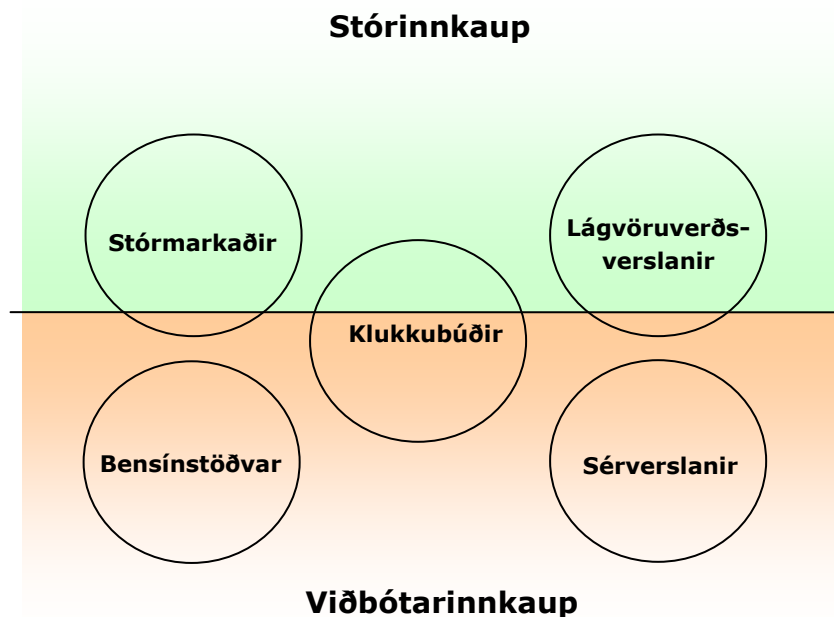 Stórinnkaup
Stórmarkaðir
Lágvöruverðs-
verslanir
Klukkubúðir
Bensínstöðvar
Sérverslanir
Viðbótarinnkaup